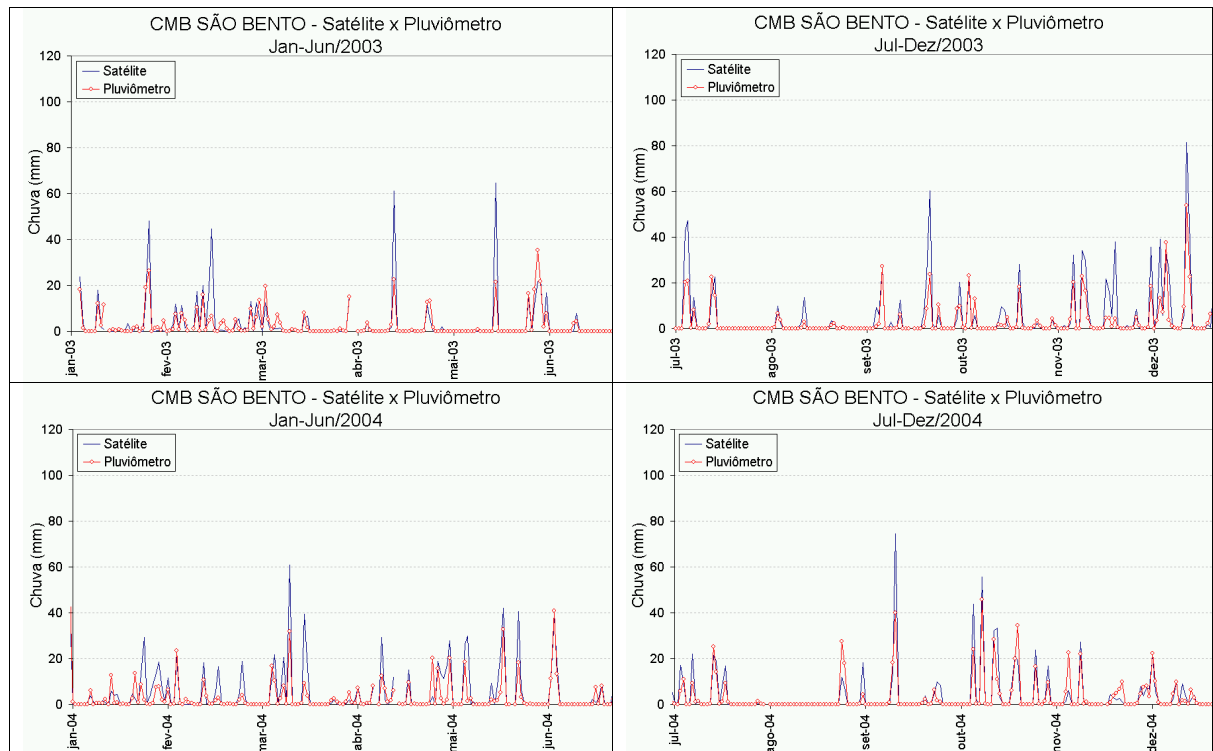 CMB SÃO BENTO - Satélite x Pluviômetro
Jan-Jun/2003
120
100
80
60
40
20
0
Chuva (mm)
Satélite
Pluviômetro
jan-03
fev-03
mar-03
abr-03
mai-03
jun-03
CMB SÃO BENTO - Satélite x Pluviômetro
Jul-Dez/2003
120
100
80
60
40
20
0
Chuva (mm)
Satélite
Pluviômetro
jul-03
ago-03
set-03
out-03
nov-03
dez-03
CMB SÃO BENTO - Satélite x Pluviômetro
Jan-Jun/2004
120
100
80
60
40
20
0
Chuva (mm)
Satélite
Pluviômetro
jan-04
fev-04
mar-04
abr-04
mai-04
jun-04
CMB SÃO BENTO - Satélite x Pluviômetro
Jul-Dez/2004
120
100
80
60
40
20
0
Chuva (mm)
Satélite
Pluviômetro
jul-04
ago-04
set-04
out-04
nov-04
dez-04